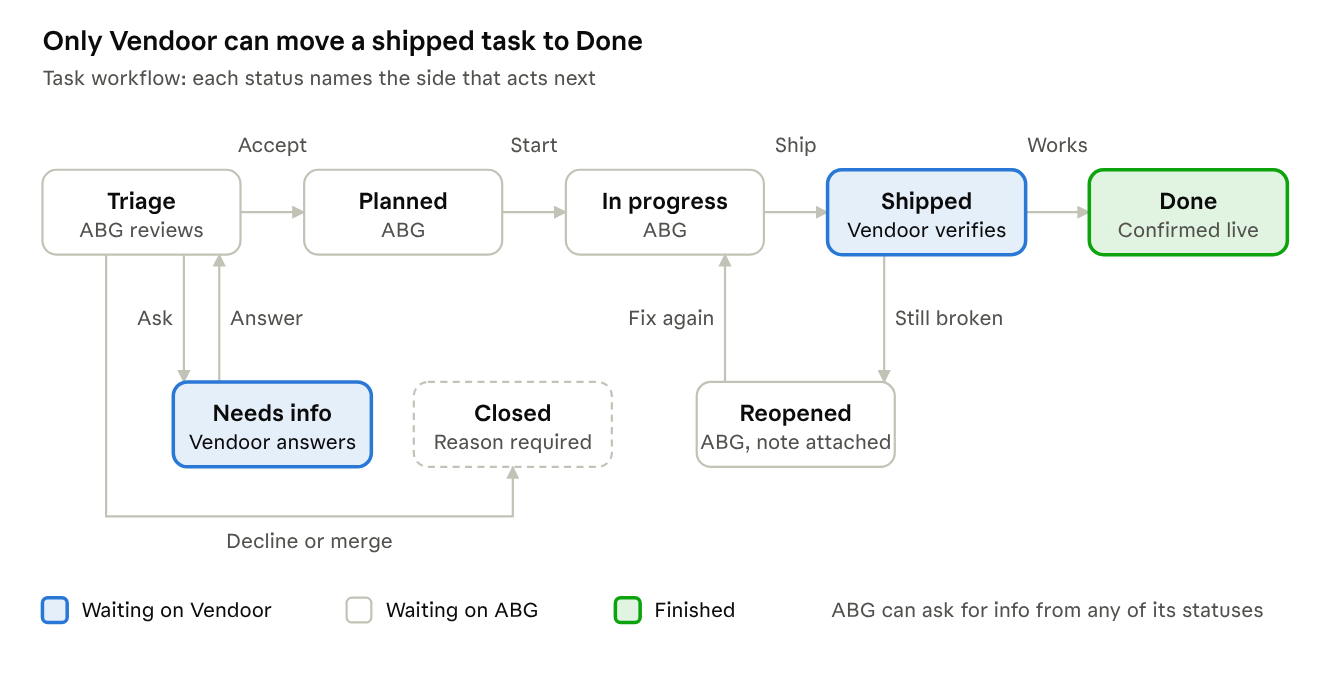 Only Vendoor can move a shipped task to Done
Task workflow: each status names the side that acts next
Accept
Start
Ship
Works
Triage
ABG reviews
Planned
ABG
In progress
ABG
Shipped
Vendoor verifies
Done
Confirmed live
Ask
Answer
Fix again
Still broken
Needs info
Vendoor answers
Closed
Reason required
Reopened
ABG, note attached
Decline or merge
Waiting on Vendoor
Waiting on ABG
Finished
ABG can ask for info from any of its statuses